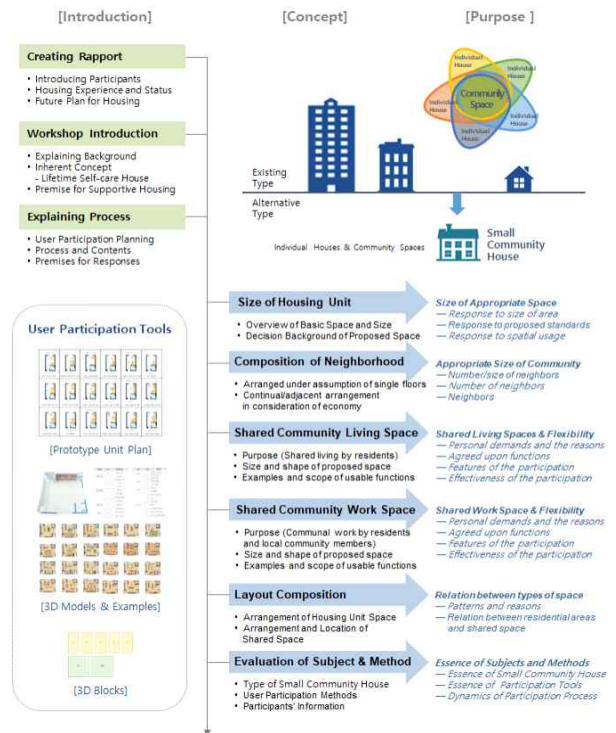 [Introduction]
[Concept]
[Purpose ]
Creating Rapport
• Introducing Participants
• Housing Experience and Status
• Future Plan for Housing
Workshop Introduction
• Explaining Background
• Inherent Concept
- Lifetime Self-care House
• Premise for Supportive Housing
Explaining Process
• User Participation Planning
• Process and Contents
• Premises for Responses
Individual
House
Individual
House
Individual
House
Individual
House
Individual
House
Community
Space
Existing
Type
Alternative
Type
Individual Houses & Community Spaces
Small
Community
House
User Participation Tools
[Prototype Unit Plan]
[3D Models & Examples]
[3D Blocks]
Size of Housing Unit
• Overview of Basic Space and Size
• Decision Background of Proposed Space
Size of Appropriate Space
— Response to size of area
— Response to proposed standards
— Response to spatial usage
Composition of Neighborhood
• Arranged under assumption of single floors
• Continual/adjacent arrangement
in consideration of economy
Appropriate Size of Community
— Number/size of neighbors
— Number of neighbors
— Neighbors
Shared Community Living Space
• Purpose (Shared living by residents)
• Size and shape of proposed space
• Examples and scope of usable functions
Shared Living Spaces & Flexibility
— Personal demands and the reasons
— Agreed upon functions
— Features of the participation
— Effectiveness of the participation
Shared Community Work Space
• Purpose (Communal work by residents
and local community members)
• Size and shape of proposed space
• Examples and scope of usable functions
Shared Work Space & Flexibility
— Personal demands and the reasons
— Agreed upon functions
— Features of the participation
— Effectiveness of the participation
Layout Composition
• Arrangement of Housing Unit Space
• Arrangement and Location of
Shared Space
Relation between types of space
— Patterns and reasons
— Relation between residential areas
and shared space
Evaluation of Subject & Method
• Type of Small Community House
• User Participation Methods
• Participants' Information
Essence of Subjects and Methods
— Essence of Small Community House
— Essence of Participation Tools
— Dynamics of Participation Process